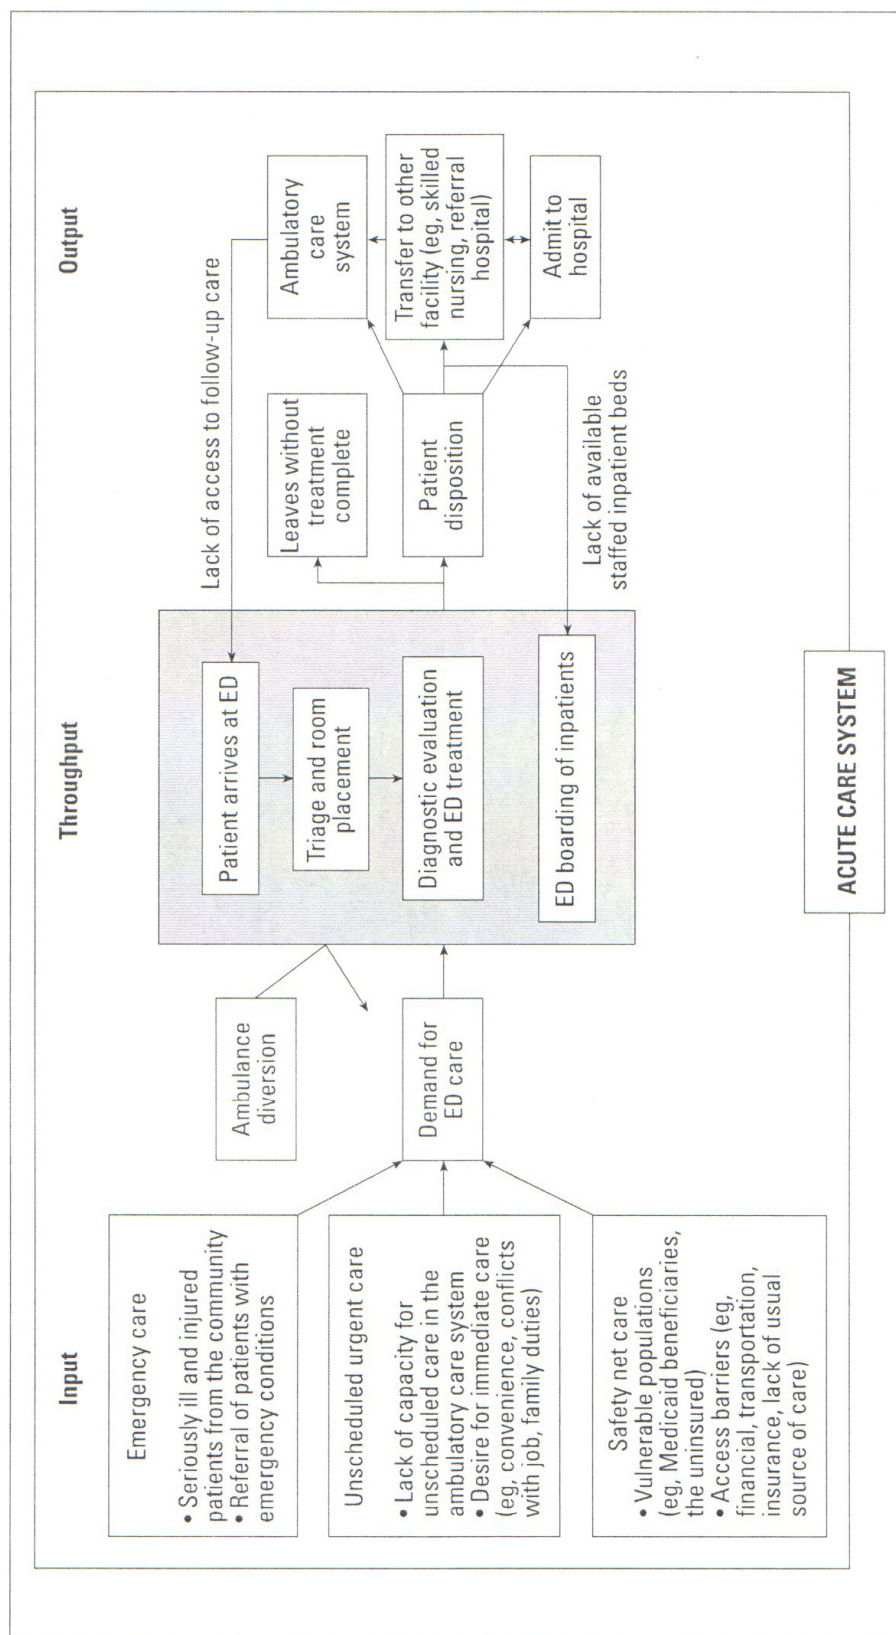 Input
Throughput
Output
Emergency care
• Seriously ill and injured
patients from the community
• Referral of patients with
emergency conditions
Unscheduled urgent care
• Lack of capacity for
unscheduled care in the
ambulatory care system
• Desire for immediate care
(eg, convenience, conflicts
with job, family duties)
Safety net care
• Vulnerable populations
(eg, Medicaid beneficiaries,
the uninsured)
• Access barriers (eg,
financial, transportation,
insurance, lack of usual
source of care)
Ambulance
diversion
Demand for
ED care
Patient arrives at ED
Triage and room
placement
Diagnostic evaluation
and ED treatment
ED boarding of inpatients
Lack of access to follow-up care
Leaves without
treatment
complete
Patient
disposition
Lack of available
staffed inpatient beds
Ambulatory
care
system
Transfer to other
facility (eg, skilled
nursing, referral
hospital)
Admit to
hospital
ACUTE CARE SYSTEM